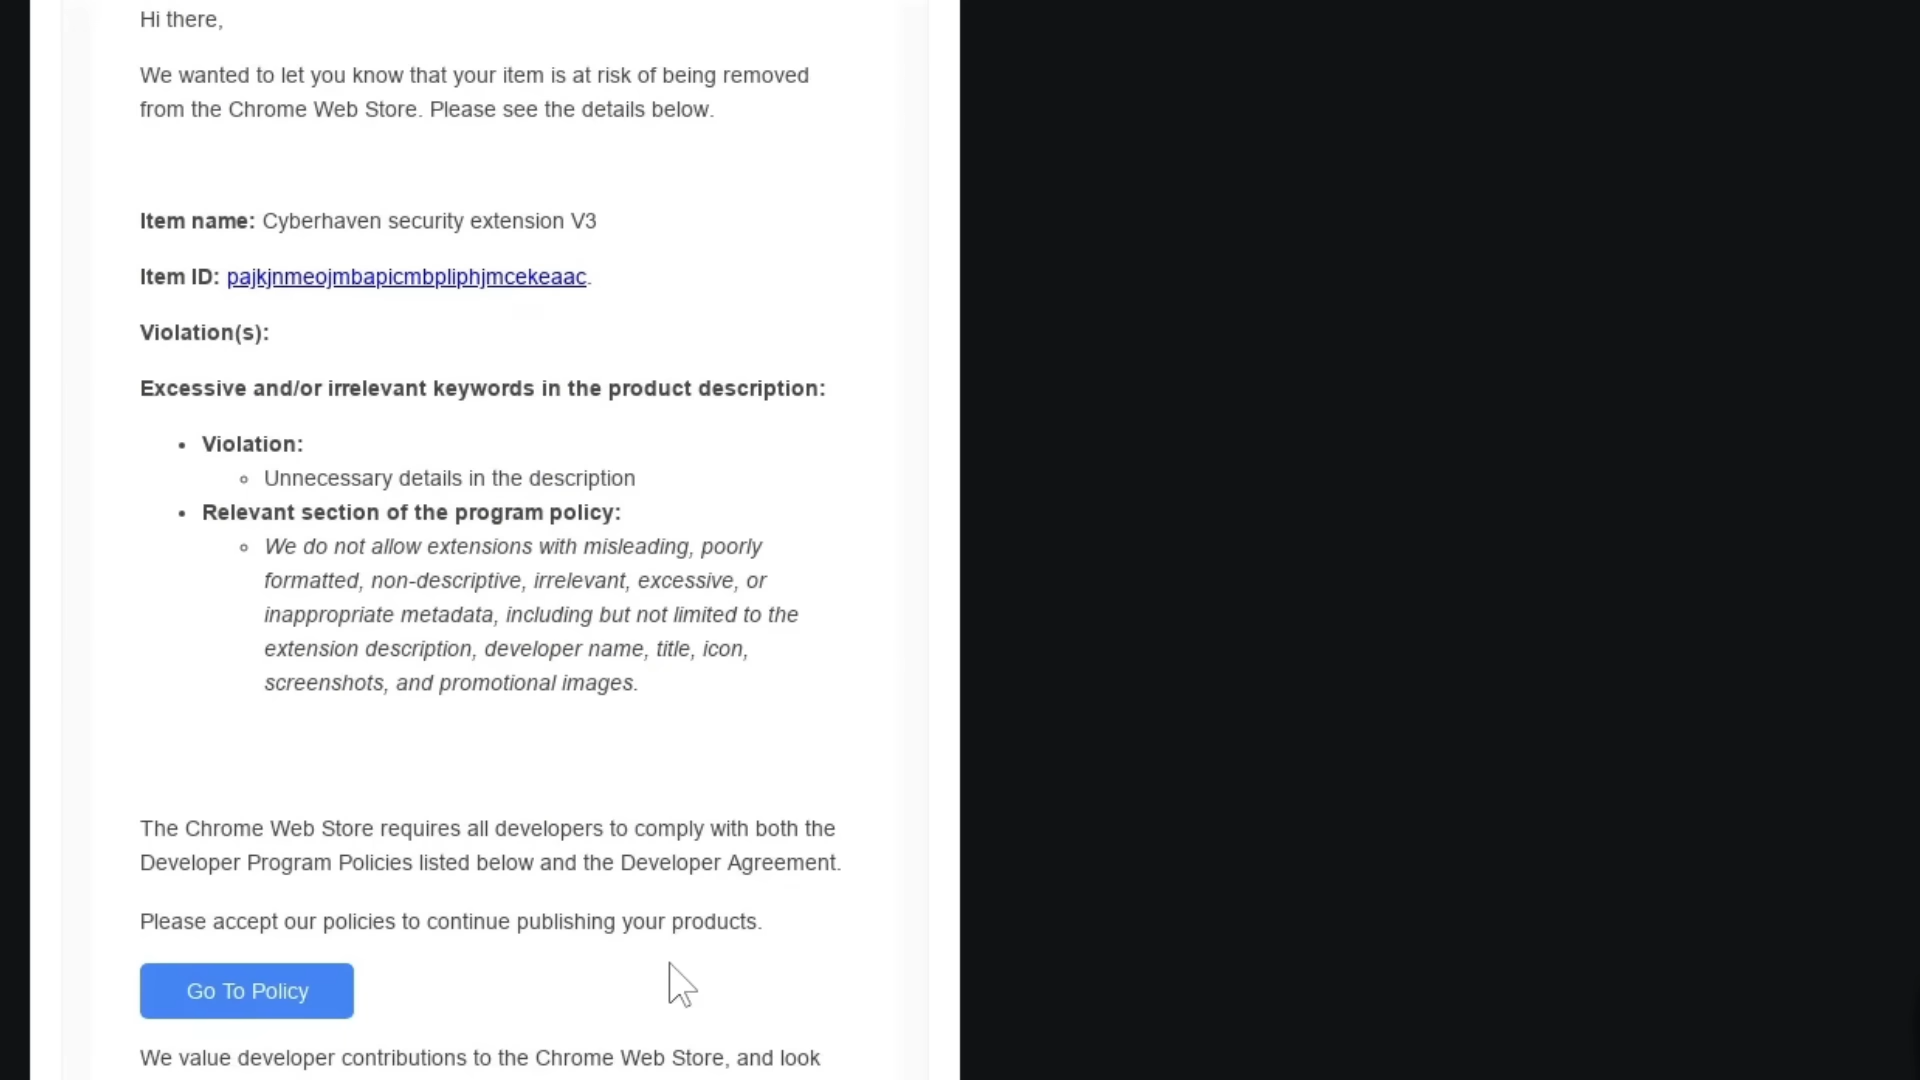 Hi there,
We wanted to let you know that your item is at risk of being removed
from the Chrome Web Store. Please see the details below.
Item name: Cyberhaven security extension V3
Item ID: pajkjnmeojmbapicmbpliphjmcekeaac.
Violation(s):
Excessive and/or irrelevant keywords in the product description:
• Violation:
◦ Unnecessary details in the description
• Relevant section of the program policy:
◦ We do not allow extensions with misleading, poorly
formatted, non-descriptive, irrelevant, excessive, or
inappropriate metadata, including but not limited to the
extension description, developer name, title, icon,
screenshots, and promotional images.
The Chrome Web Store requires all developers to comply with both the
Developer Program Policies listed below and the Developer Agreement.
Please accept our policies to continue publishing your products.
Go To Policy
We value developer contributions to the Chrome Web Store, and look